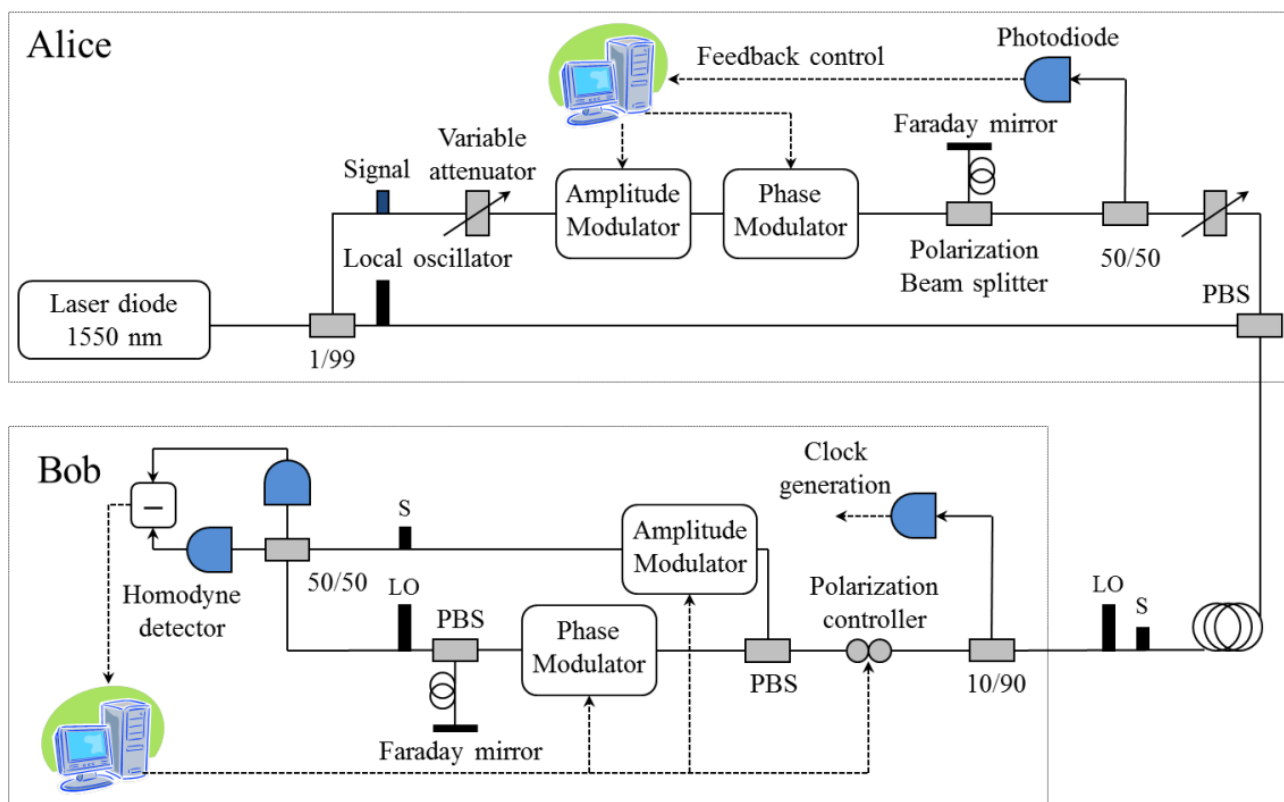 Alice
Photodiode
Feedback control
Faraday mirror
Variable
attenuator
Signal
Amplitude
Modulator
Phase
Modulator
Local oscillator
Polarization
Beam splitter
50/50
Laser diode
1550 nm
PBS
1/99
Bob
Clock
generation
–
S
Amplitude
Modulator
50/50
LO
Polarization
controller
Homodyne
detector
PBS
Phase
Modulator
LO
S
PBS
10/90
Faraday mirror